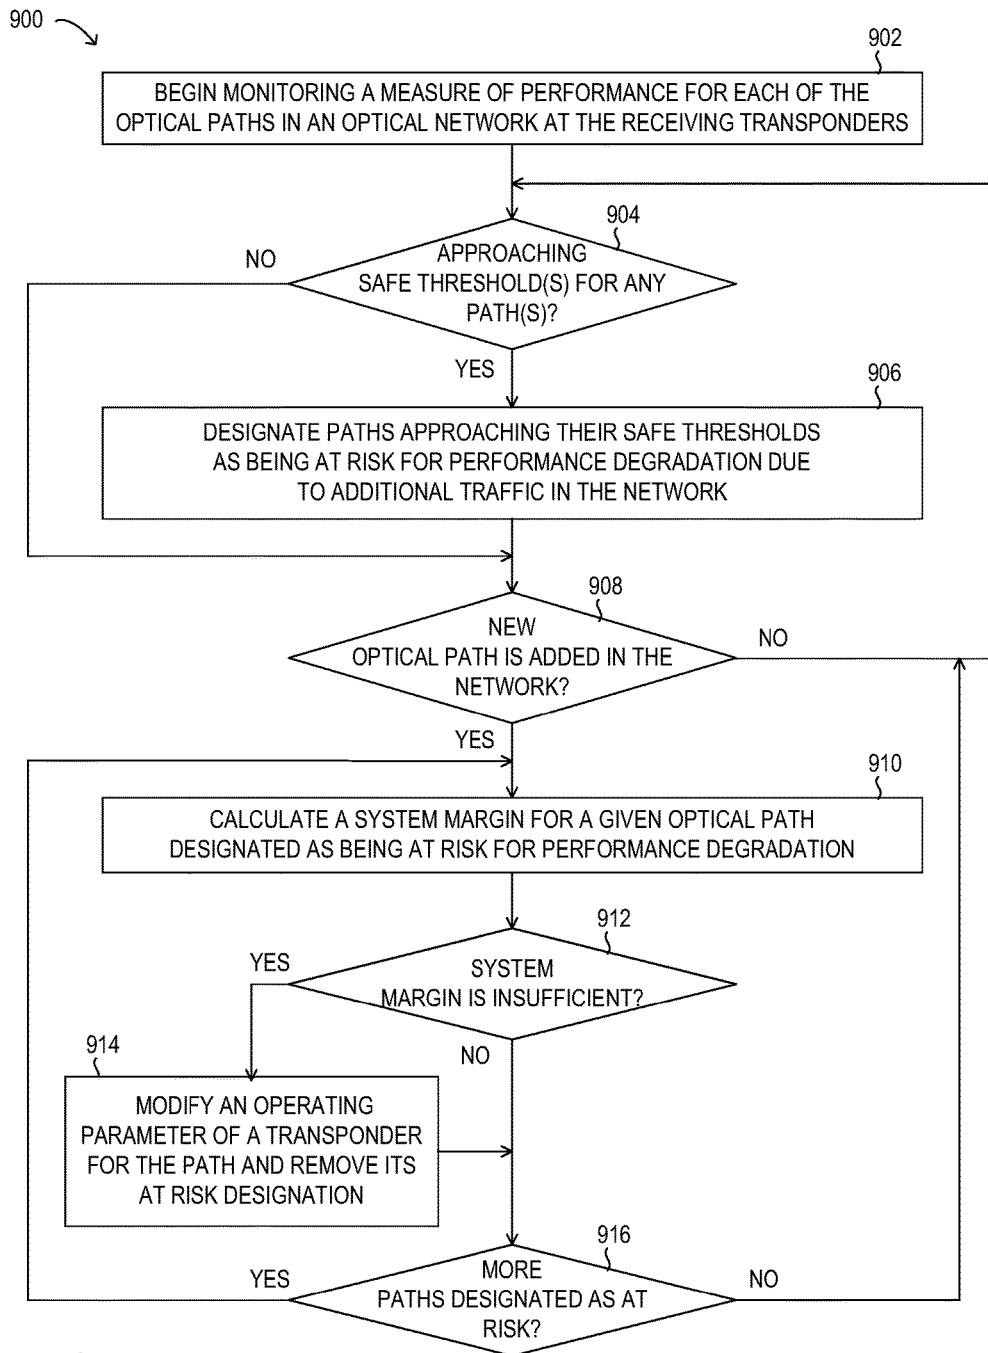 900
902
BEGIN MONITORING A MEASURE OF PERFORMANCE FOR EACH OF THE
OPTICAL PATHS IN AN OPTICAL NETWORK AT THE RECEIVING TRANSPONDERS
904
NO
APPROACHING
SAFE THRESHOLD(S) FOR ANY
PATH(S)?
YES
906
DESIGNATE PATHS APPROACHING THEIR SAFE THRESHOLDS
AS BEING AT RISK FOR PERFORMANCE DEGRADATION DUE
TO ADDITIONAL TRAFFIC IN THE NETWORK
908
NEW
OPTICAL PATH IS ADDED IN THE
NETWORK?
NO
YES
910
CALCULATE A SYSTEM MARGIN FOR A GIVEN OPTICAL PATH
DESIGNATED AS BEING AT RISK FOR PERFORMANCE DEGRADATION
912
YES
SYSTEM
MARGIN IS INSUFFICIENT?
NO
914
MODIFY AN OPERATING
PARAMETER OF A TRANSPONDER
FOR THE PATH AND REMOVE ITS
AT RISK DESIGNATION
916
YES
MORE
PATHS DESIGNATED AS AT
RISK?
NO